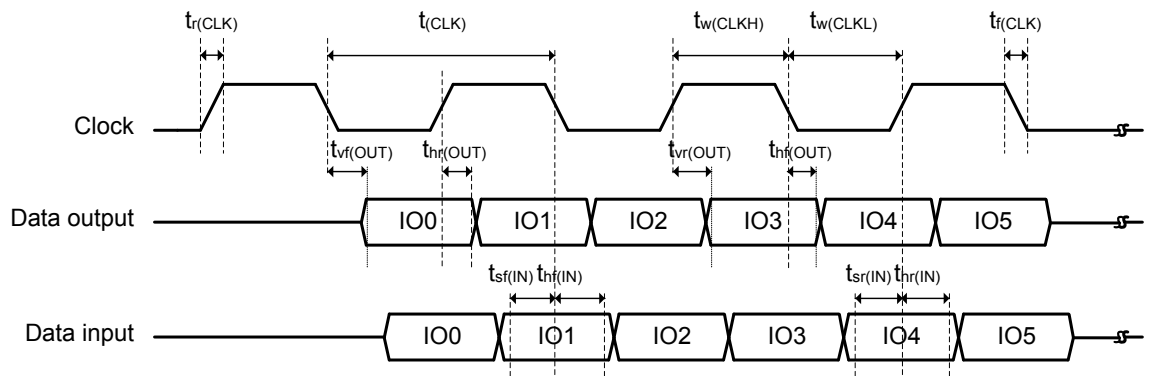 tr(CLK) t(CLK) tw(CLKH) tw(CLKL) tf(CLK)
Clock
tvf(OUT) thr(OUT) tvr(OUT) thf(OUT)
Data output IO0 IO1 IO2 IO3 IO4 IO5
tsf(IN) thf(IN) tsr(IN) thr(IN)
Data input IO0 IO1 IO2 IO3 IO4 IO5